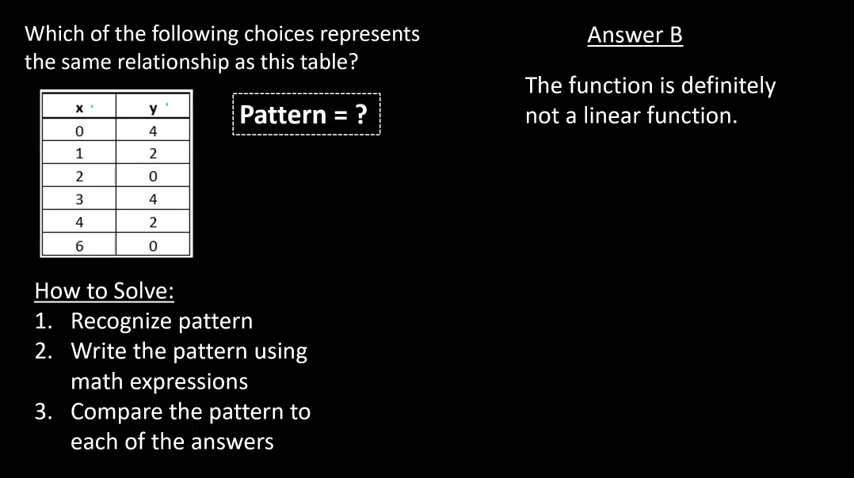 Which of the following choices represents
the same relationship as this table?
x y
0 4
1 2
2 0
3 4
4 2
6 0
Pattern = ?
How to Solve:
1. Recognize pattern
2. Write the pattern using
math expressions
3. Compare the pattern to
each of the answers
Answer B
The function is definitely
not a linear function.